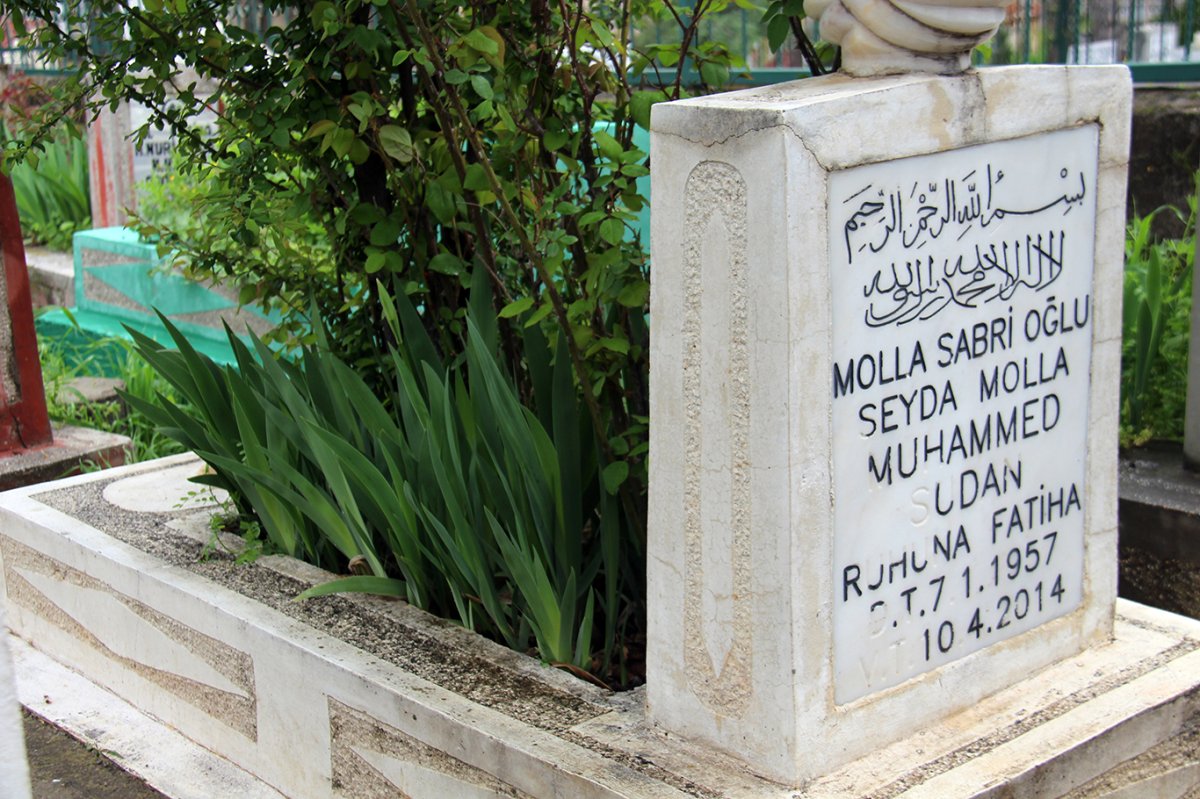 بسم الله الرحمن الرحيم
لا اله الا الله محمد رسول الله
MOLLA SABRİ OĞLU
SEYDA MOLLA
MUHAMMED
SUDAN
RUHUNA FATİHA
D.T.7 1.1957
V.T. 10 4.2014